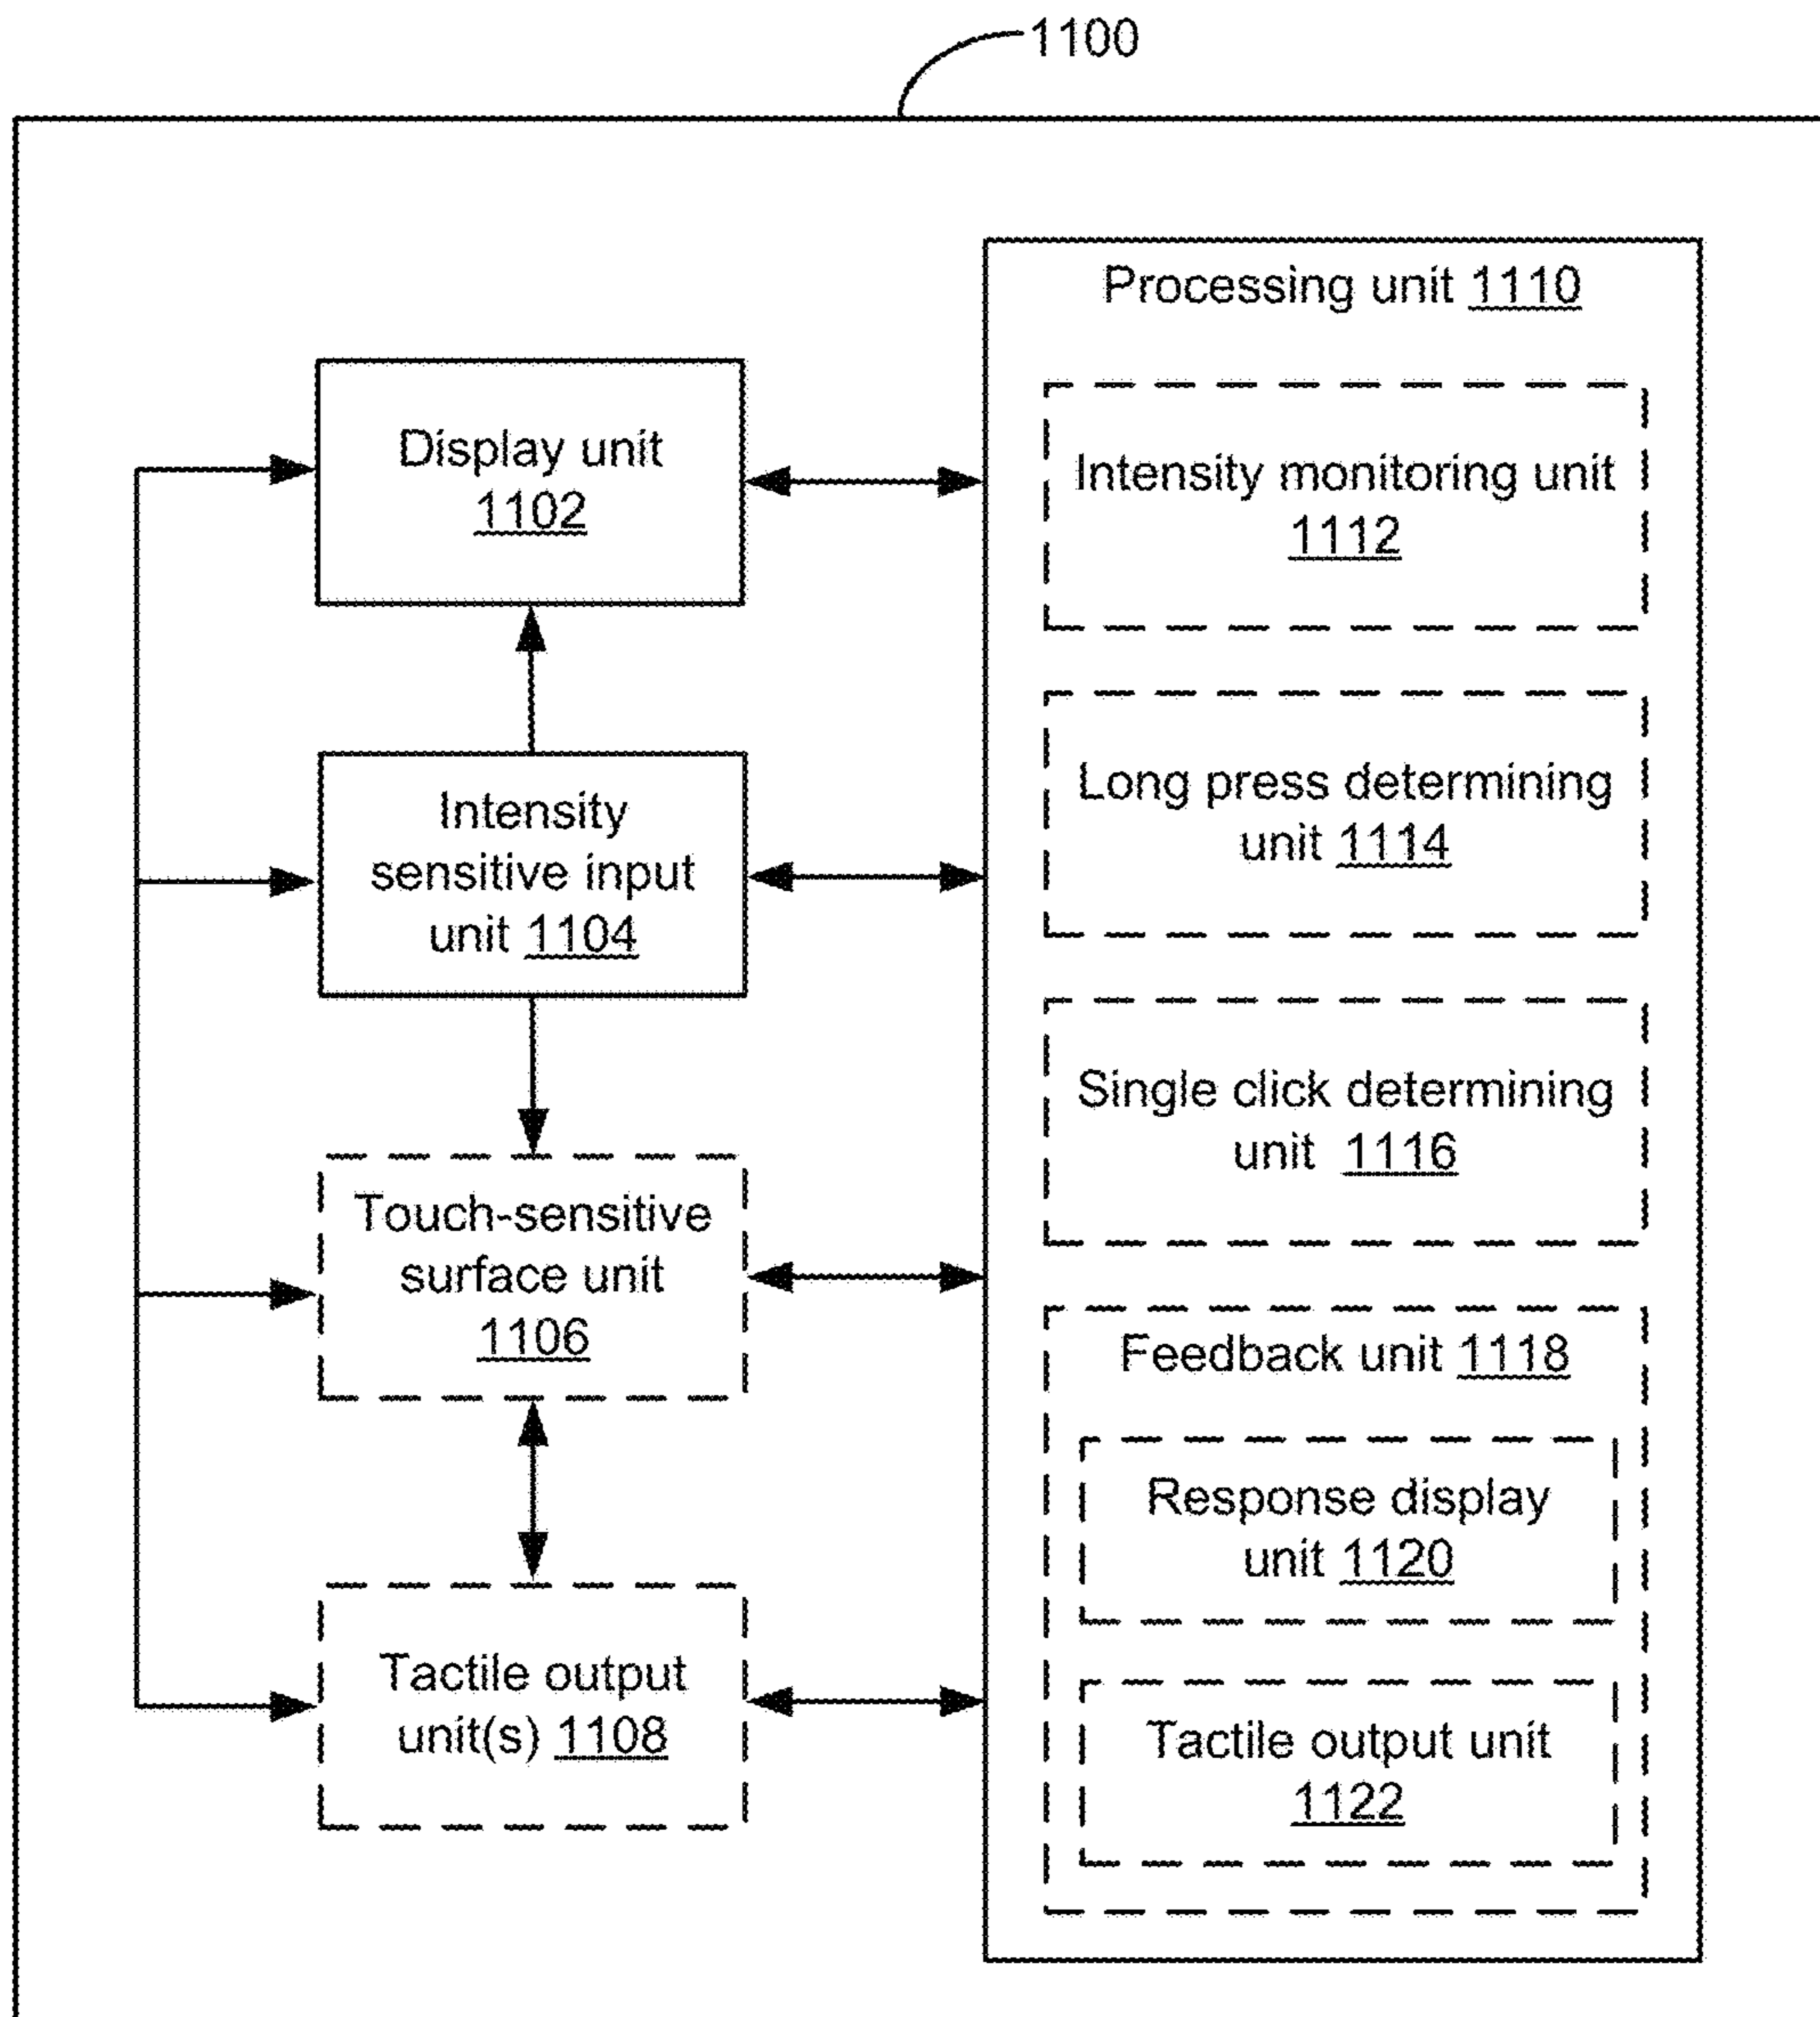 1100
Processing unit 1110
Display unit
1102
Intensity monitoring unit
1112
Intensity
sensitive input
unit 1104
Long press determining
unit 1114
Single click determining
unit 1116
Touch-sensitive
surface unit
1106
Feedback unit 1118
Response display
unit 1120
Tactile output
unit(s) 1108
Tactile output unit
1122